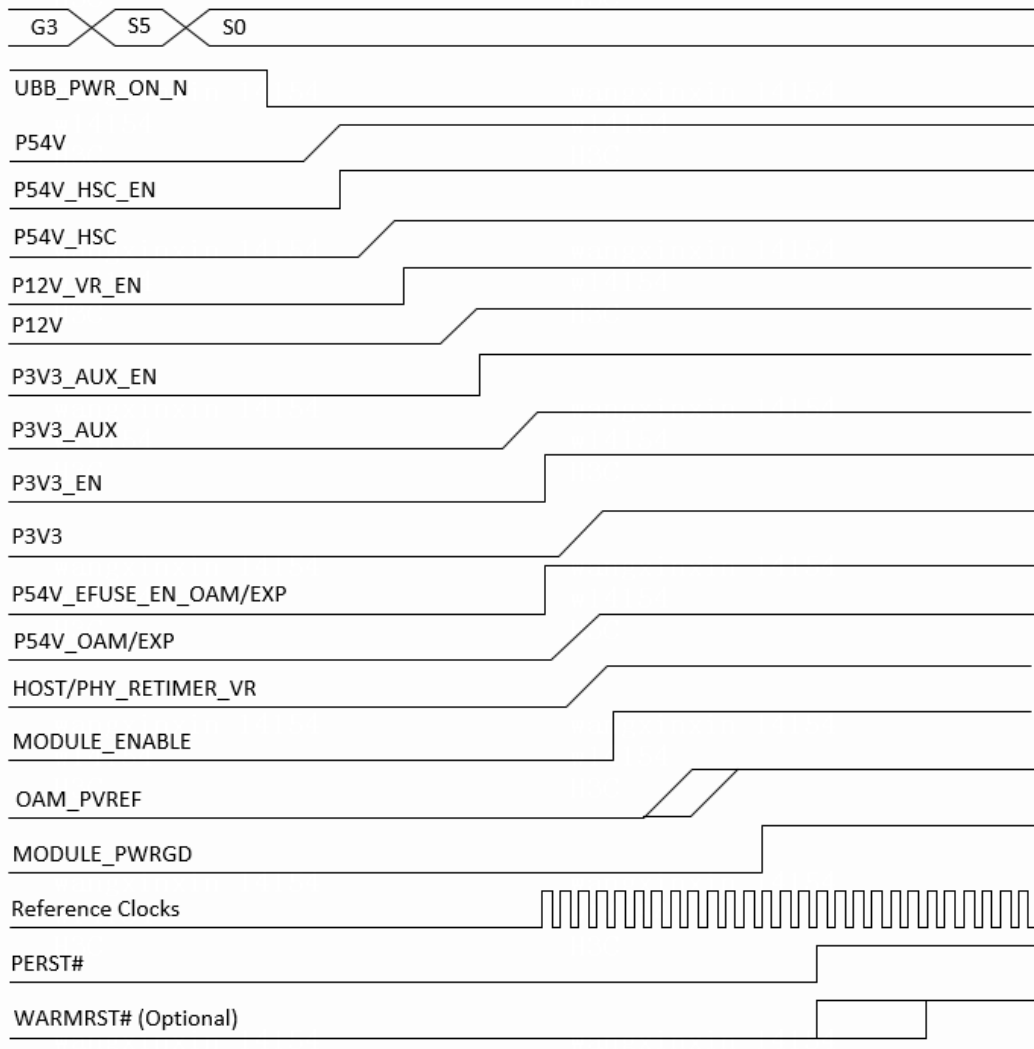 G3 S5 S0
UBB_PWR_ON_N
P54V
P54V_HSC_EN
P54V_HSC
P12V_VR_EN
P12V
P3V3_AUX_EN
P3V3_AUX
P3V3_EN
P3V3
P54V_EFUSE_EN_OAM/EXP
P54V_OAM/EXP
HOST/PHY_RETIMER_VR
MODULE_ENABLE
OAM_PVREF
MODULE_PWRGD
Reference Clocks
PERST#
WARMRST# (Optional)